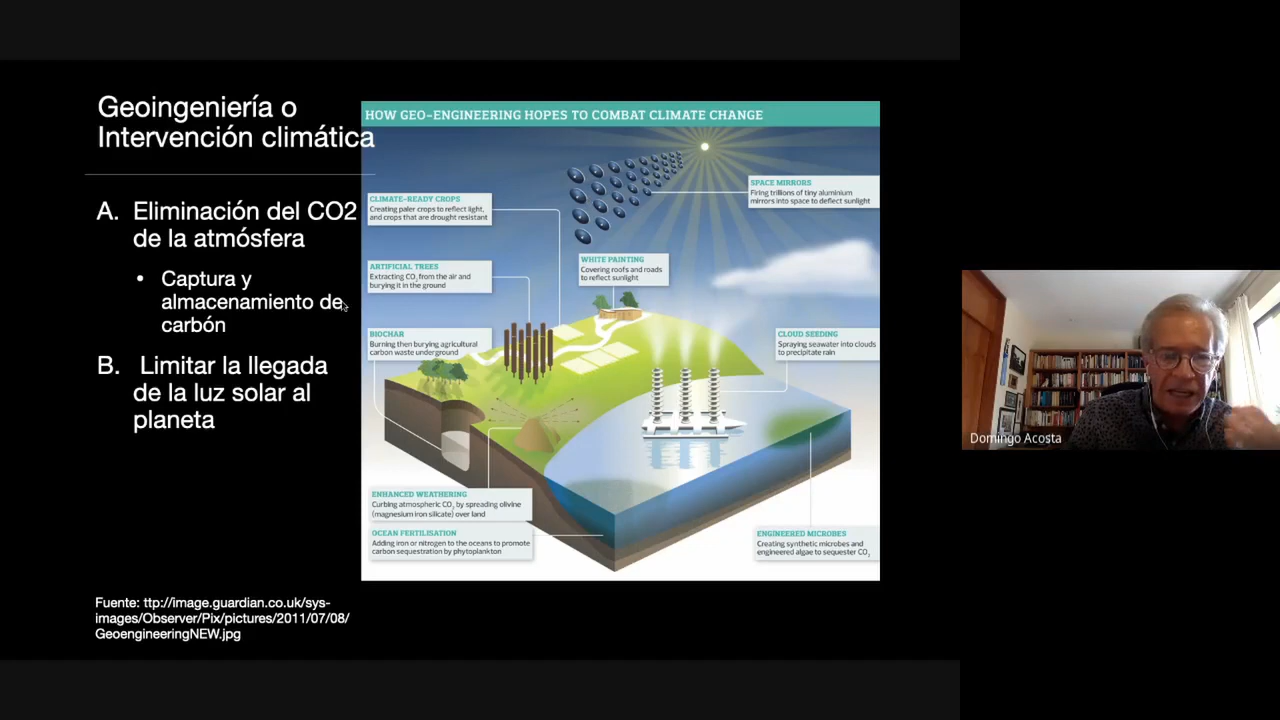 Geoingeniería o
Intervención climática
A. Eliminación del CO2
de la atmósfera
• Captura y
almacenamiento de
carbón
B. Limitar la llegada
de la luz solar al
planeta
Fuente: ttp://image.guardian.co.uk/sys-
images/Observer/Pix/pictures/2011/07/08/
GeoengineeringNEW.jpg
HOW GEO-ENGINEERING HOPES TO COMBAT CLIMATE CHANGE
SPACE MIRRORS
Firing trillions of tiny aluminium
mirrors into space to deflect sunlight
CLIMATE-READY CROPS
Creating paler crops to reflect light,
and crops that are drought resistant
WHITE PAINTING
Covering roofs and roads
to reflect sunlight
ARTIFICIAL TREES
Extracting CO2 from the air and
burying it in the ground
BIOCHAR
Burning then burying agricultural
carbon waste underground
CLOUD SEEDING
Spraying seawater into clouds
to precipitate rain
ENHANCED WEATHERING
Curbing atmospheric CO2 by spreading olivine
(magnesium iron silicate) over land
OCEAN FERTILISATION
Adding iron or nitrogen to the oceans to promote
carbon sequestration by phytoplankton
ENGINEERED MICROBES
Creating synthetic microbes and
engineered algae to sequester CO2
Domingo Acosta